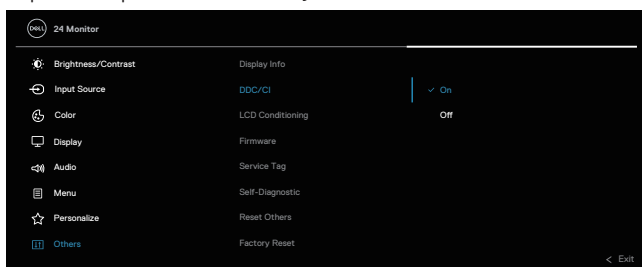 DELL 24 Monitor
Brightness/Contrast Display Info
Input Source DDC/CI ✓ On
Color LCD Conditioning Off
Display Firmware
Audio Service Tag
Menu Self-Diagnostic
Personalize Reset Others
Others Factory Reset
< Exit